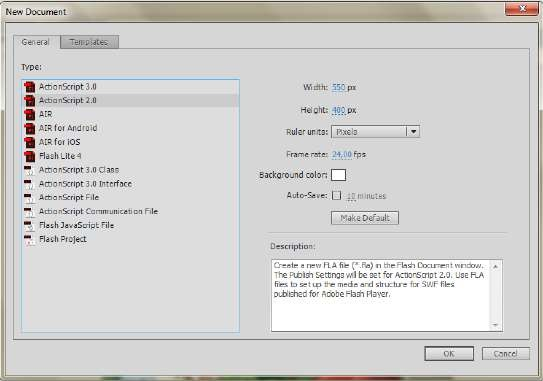 New Document
General
Templates
Type:
ActionScript 3.0
ActionScript 2.0
AIR
AIR for Android
AIR for iOS
Flash Lite 4
ActionScript 3.0 Class
ActionScript 3.0 Interface
ActionScript File
ActionScript Communication File
Flash JavaScript File
Flash Project
Width: 550 px
Height: 400 px
Ruler units: Pixels
Frame rate: 24.00 fps
Background color:
Auto-Save: 10 minutes
Make Default
Description:
Create a new FLA file (*.fla) in the Flash Document window.
The Publish Settings will be set for ActionScript 2.0. Use FLA
files to set up the media and structure for SWF files
published for Adobe Flash Player.
OK
Cancel